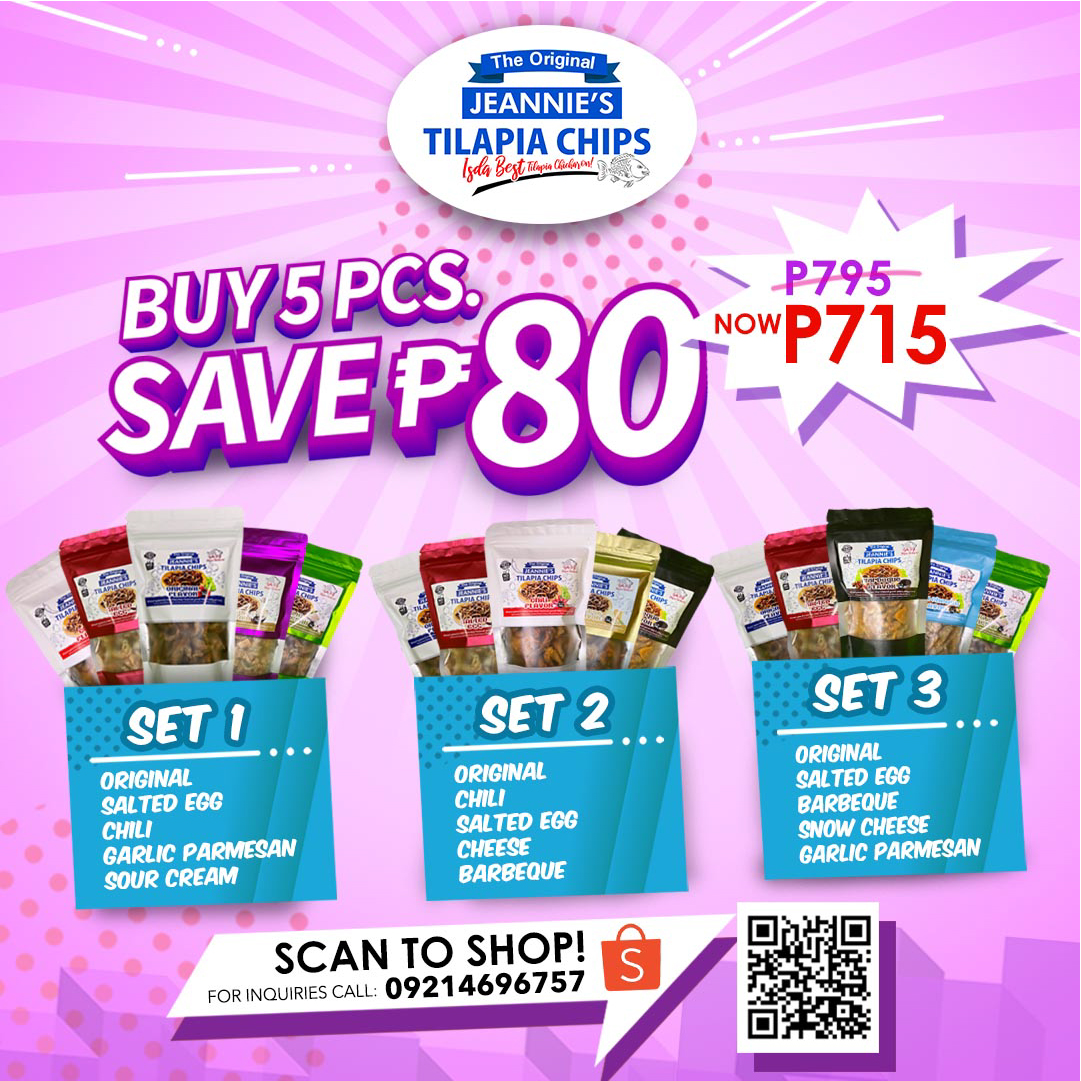 The Original
JEANNIE'S
TILAPIA CHIPS
Isda Best Tilapia Chicharon!
BUY 5 PCS.
SAVE ₱80
P795
NOW P715
SET 1
ORIGINAL
SALTED EGG
CHILI
GARLIC PARMESAN
SOUR CREAM
SET 2
ORIGINAL
CHILI
SALTED EGG
CHEESE
BARBEQUE
SET 3
ORIGINAL
SALTED EGG
BARBEQUE
SNOW CHEESE
GARLIC PARMESAN
SCAN TO SHOP!
FOR INQUIRIES CALL: 09214696757
S